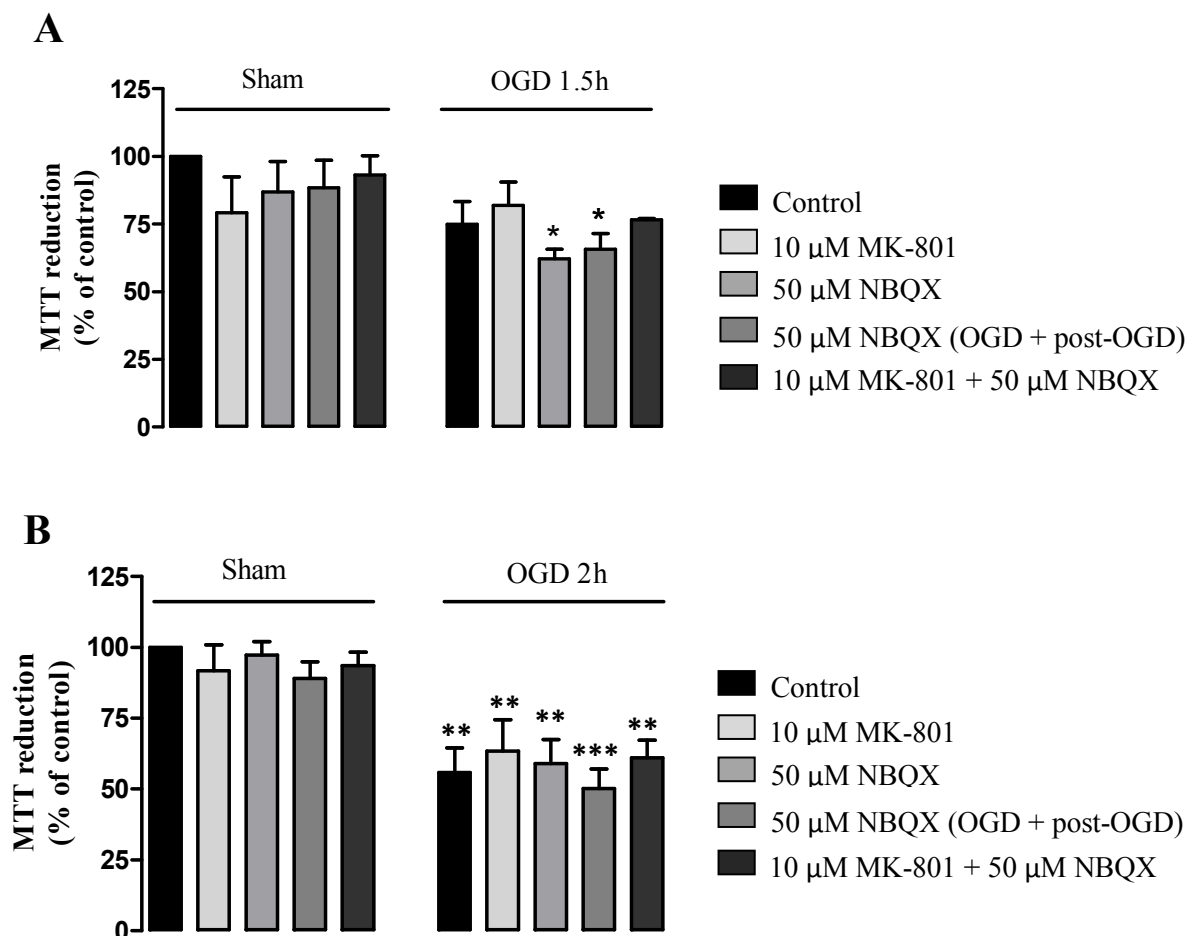 A
Sham
OGD 1.5h
125
100
75
50
25
0
MTT reduction
(% of control)
*
*
Control
10 μM MK-801
50 μM NBQX
50 μM NBQX (OGD + post-OGD)
10 μM MK-801 + 50 μM NBQX
B
Sham
OGD 2h
125
100
75
50
25
0
MTT reduction
(% of control)
**
**
**
***
**
Control
10 μM MK-801
50 μM NBQX
50 μM NBQX (OGD + post-OGD)
10 μM MK-801 + 50 μM NBQX